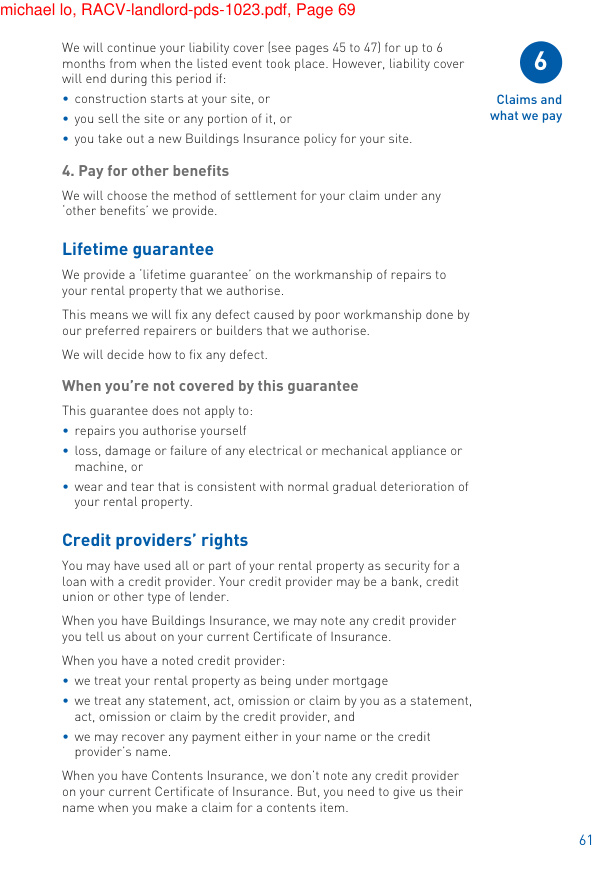 michael lo, RACV-landlord-pds-1023.pdf, Page 69
We will continue your liability cover (see pages 45 to 47) for up to 6
months from when the listed event took place. However, liability cover
will end during this period if:
• construction starts at your site, or
• you sell the site or any portion of it, or
• you take out a new Buildings Insurance policy for your site.
6
Claims and
what we pay
4. Pay for other benefits
We will choose the method of settlement for your claim under any
‘other benefits’ we provide.
Lifetime guarantee
We provide a ‘lifetime guarantee’ on the workmanship of repairs to
your rental property that we authorise.
This means we will fix any defect caused by poor workmanship done by
our preferred repairers or builders that we authorise.
We will decide how to fix any defect.
When you’re not covered by this guarantee
This guarantee does not apply to:
• repairs you authorise yourself
• loss, damage or failure of any electrical or mechanical appliance or
machine, or
• wear and tear that is consistent with normal gradual deterioration of
your rental property.
Credit providers’ rights
You may have used all or part of your rental property as security for a
loan with a credit provider. Your credit provider may be a bank, credit
union or other type of lender.
When you have Buildings Insurance, we may note any credit provider
you tell us about on your current Certificate of Insurance.
When you have a noted credit provider:
• we treat your rental property as being under mortgage
• we treat any statement, act, omission or claim by you as a statement,
act, omission or claim by the credit provider, and
• we may recover any payment either in your name or the credit
provider’s name.
When you have Contents Insurance, we don’t note any credit provider
on your current Certificate of Insurance. But, you need to give us their
name when you make a claim for a contents item.
61